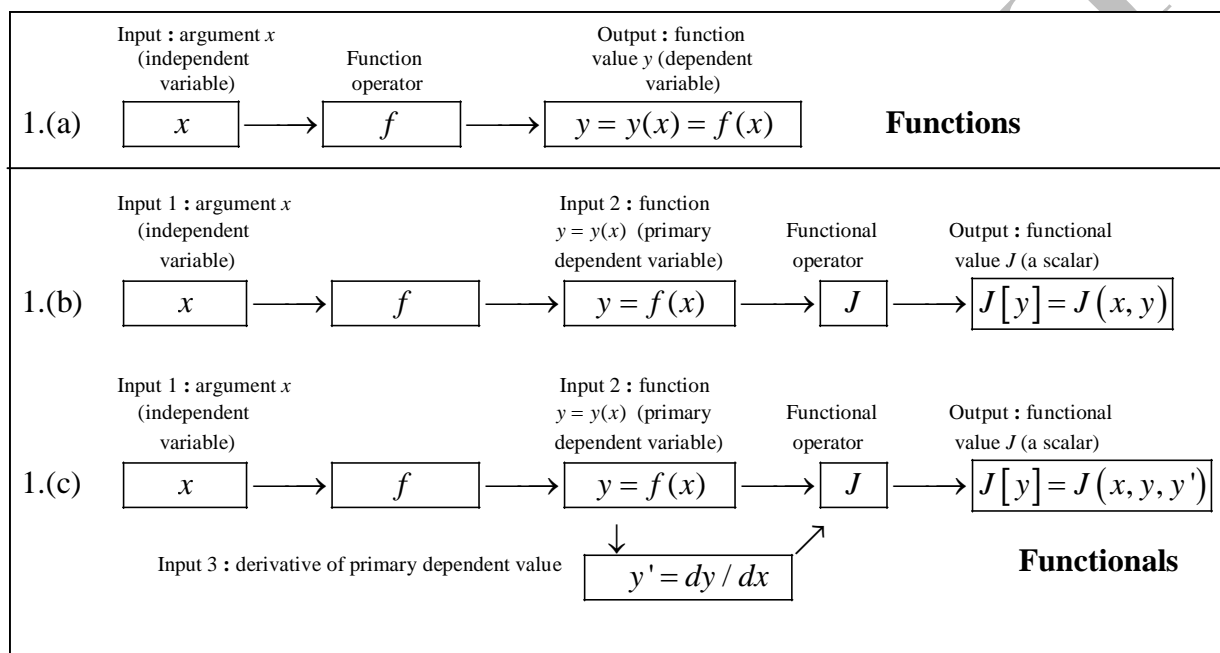 Input : argument x
(independent
variable)
Function
operator
Output : function
value y (dependent
variable)
1.(a)
x
f
y = y(x) = f(x)
Functions
Input 1 : argument x
(independent
variable)
Input 2 : function
y = y(x) (primary
dependent variable)
Functional
operator
Output : functional
value J (a scalar)
1.(b)
x
f
y = f(x)
J
J[y] = J(x, y)
Input 1 : argument x
(independent
variable)
Input 2 : function
y = y(x) (primary
dependent variable)
Functional
operator
Output : functional
value J (a scalar)
1.(c)
x
f
y = f(x)
J
J[y] = J(x, y, y')
Input 3 : derivative of primary dependent value
y' = dy / dx
Functionals